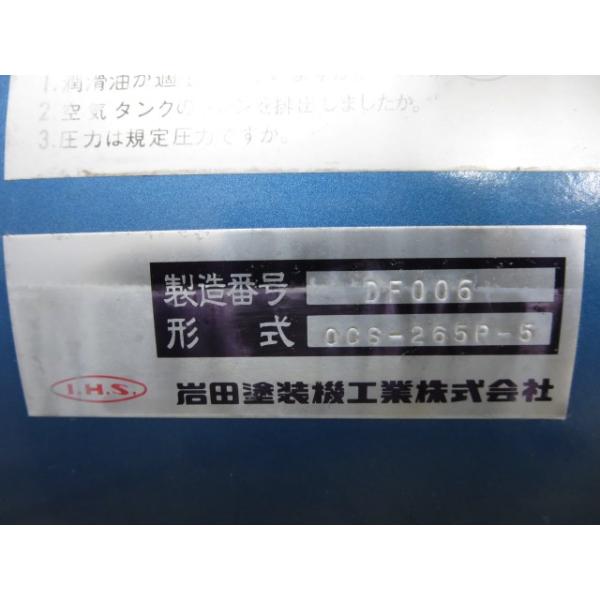 1.潤滑油が適
2.空気タンクの を排出しましたか。
3.圧力は規定圧力ですか。
製造番号 DF006
形式 OCS-265P-5
I.H.S. 岩田塗装機工業株式会社